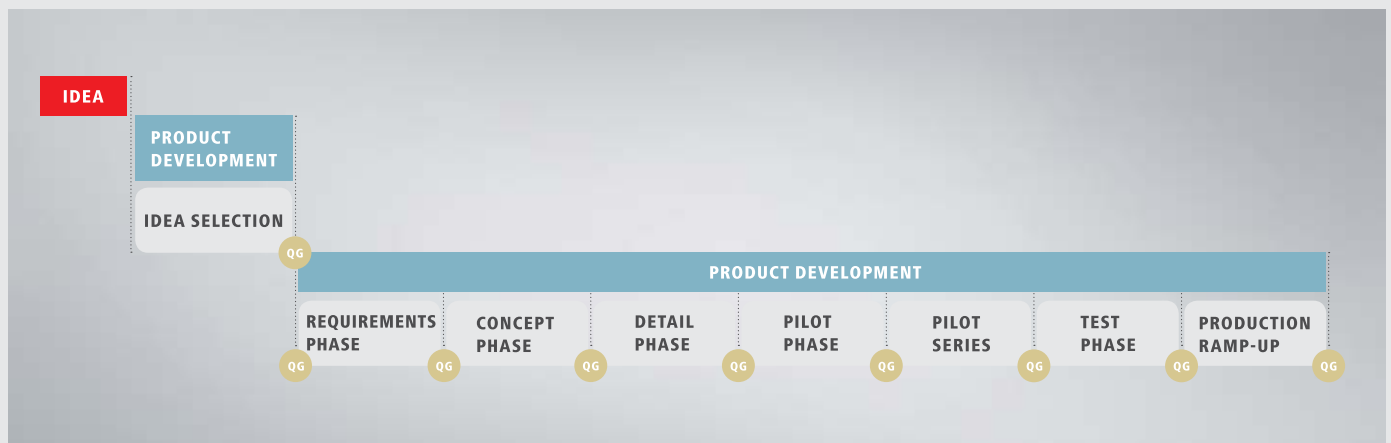 IDEA
PRODUCT
DEVELOPMENT
IDEA SELECTION
QG
PRODUCT DEVELOPMENT
REQUIREMENTS
PHASE
CONCEPT
PHASE
DETAIL
PHASE
PILOT
PHASE
PILOT
SERIES
TEST
PHASE
PRODUCTION
RAMP-UP
QG
QG
QG
QG
QG
QG
QG
QG